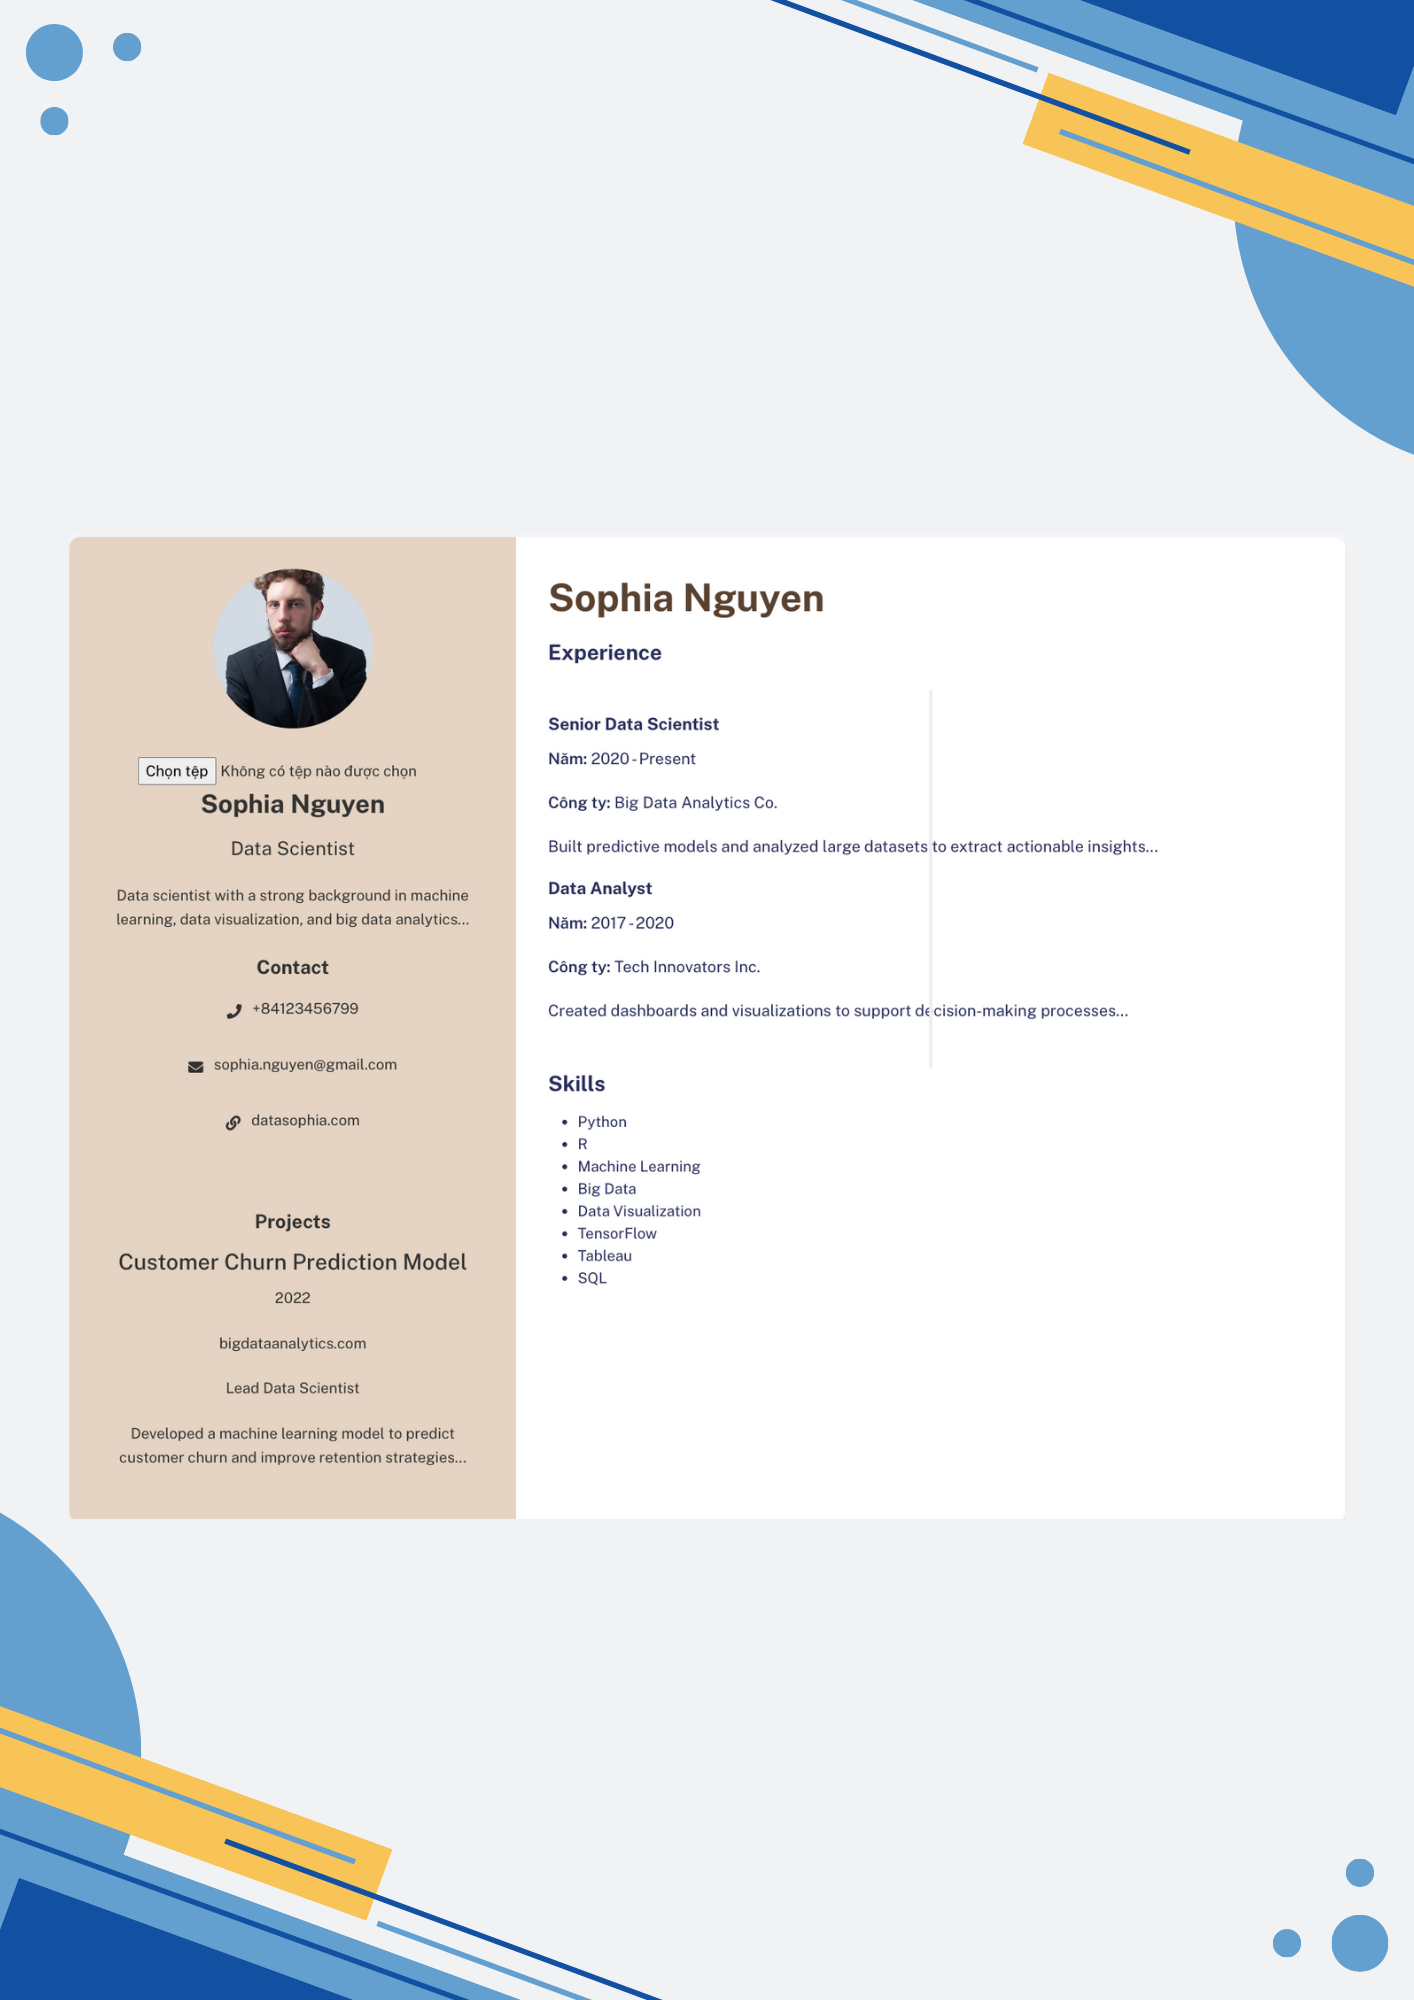 Chọn tệp Không có tệp nào được chọn
Sophia Nguyen
Data Scientist
Data scientist with a strong background in machine
learning, data visualization, and big data analytics...
Contact
+84123456799
sophia.nguyen@gmail.com
datasophia.com
Projects
Customer Churn Prediction Model
2022
bigdataanalytics.com
Lead Data Scientist
Developed a machine learning model to predict
customer churn and improve retention strategies...
Sophia Nguyen
Experience
Senior Data Scientist
Năm: 2020 - Present
Công ty: Big Data Analytics Co.
Built predictive models and analyzed large datasets to extract actionable insights...
Data Analyst
Năm: 2017 - 2020
Công ty: Tech Innovators Inc.
Created dashboards and visualizations to support decision-making processes...
Skills
• Python
• R
• Machine Learning
• Big Data
• Data Visualization
• TensorFlow
• Tableau
• SQL